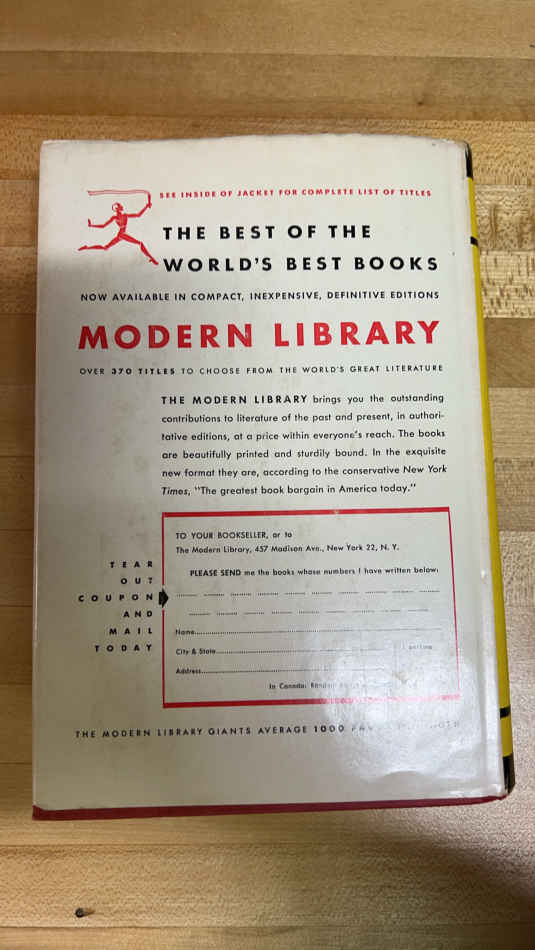 SEE INSIDE OF JACKET FOR COMPLETE LIST OF TITLES
THE BEST OF THE
WORLD'S BEST BOOKS
NOW AVAILABLE IN COMPACT, INEXPENSIVE, DEFINITIVE EDITIONS
MODERN LIBRARY
OVER 370 TITLES TO CHOOSE FROM THE WORLD'S GREAT LITERATURE
THE MODERN LIBRARY brings you the outstanding
contributions to literature of the past and present, in authori-
tative editions, at a price within everyone's reach. The books
are beautifully printed and sturdily bound. In the exquisite
new format they are, according to the conservative New York
Times, "The greatest book bargain in America today."
TEAR
OUT
COUPON
AND
MAIL
TODAY
TO YOUR BOOKSELLER, or to
The Modern Library, 457 Madison Ave., New York 22, N. Y.
PLEASE SEND me the books whose numbers I have written below:
Name
City & State
Address
In Canada:
THE MODERN LIBRARY GIANTS AVERAGE 1000